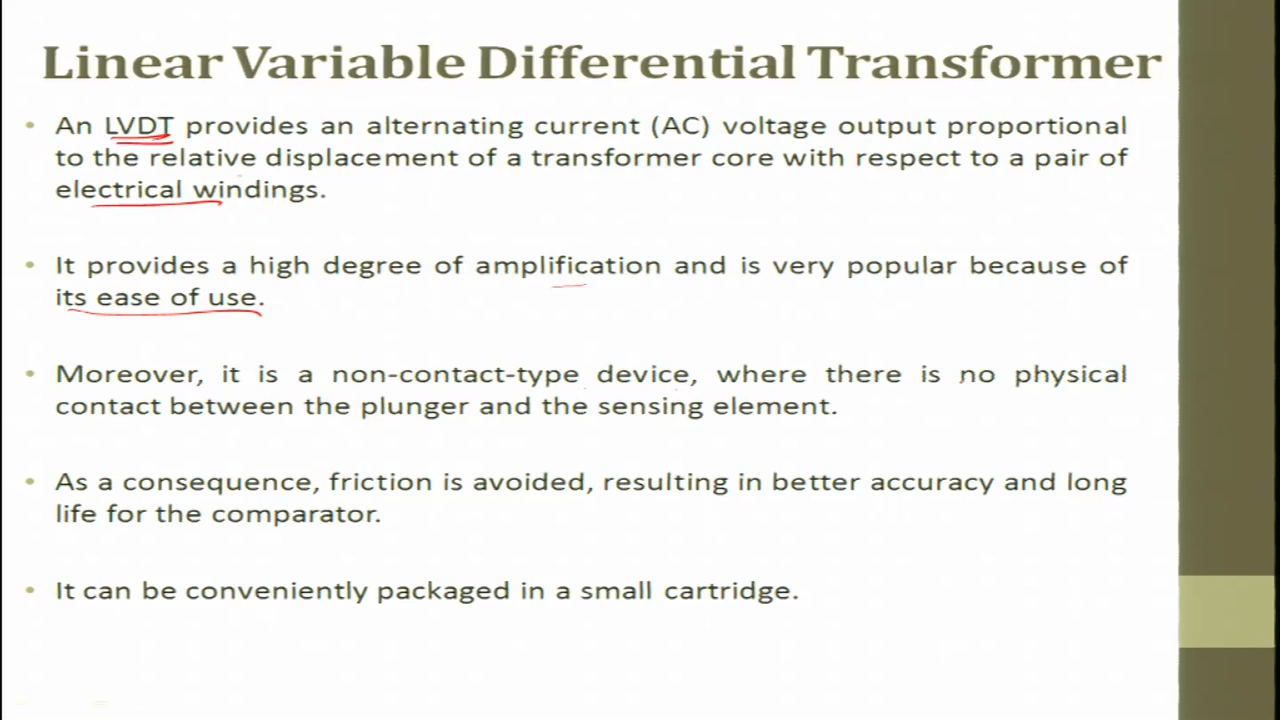 Linear Variable Differential Transformer
• An LVDT provides an alternating current (AC) voltage output proportional
to the relative displacement of a transformer core with respect to a pair of
electrical windings.
• It provides a high degree of amplification and is very popular because of
its ease of use.
• Moreover, it is a non-contact-type device, where there is no physical
contact between the plunger and the sensing element.
• As a consequence, friction is avoided, resulting in better accuracy and long
life for the comparator.
• It can be conveniently packaged in a small cartridge.